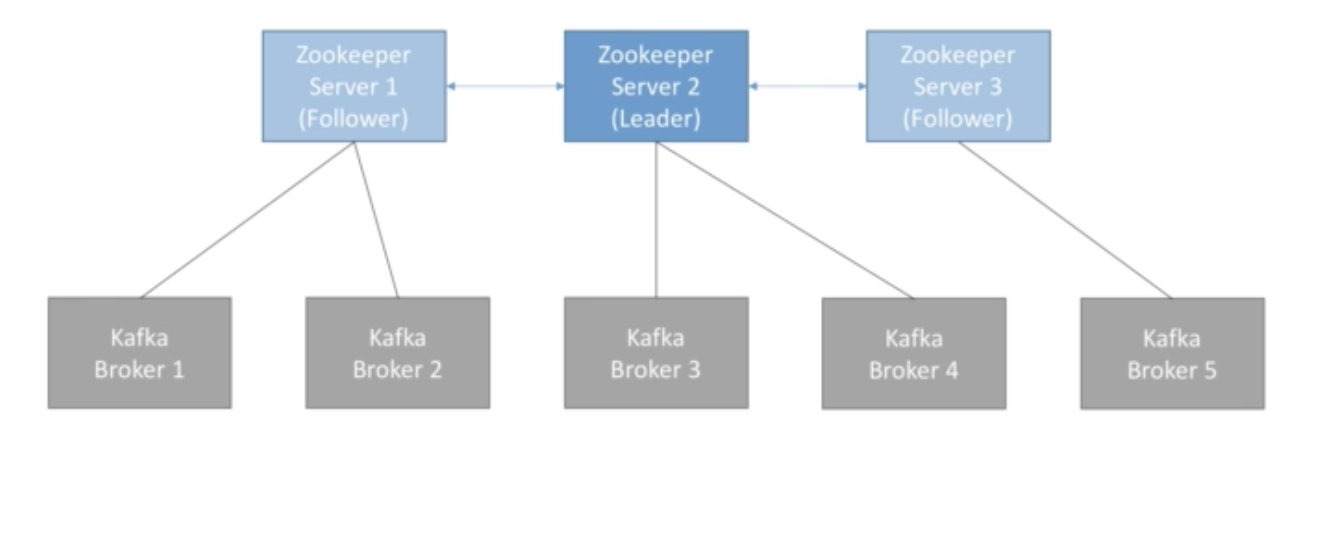 Zookeeper
Server 1
(Follower)
Zookeeper
Server 2
(Leader)
Zookeeper
Server 3
(Follower)
Kafka
Broker 1
Kafka
Broker 2
Kafka
Broker 3
Kafka
Broker 4
Kafka
Broker 5